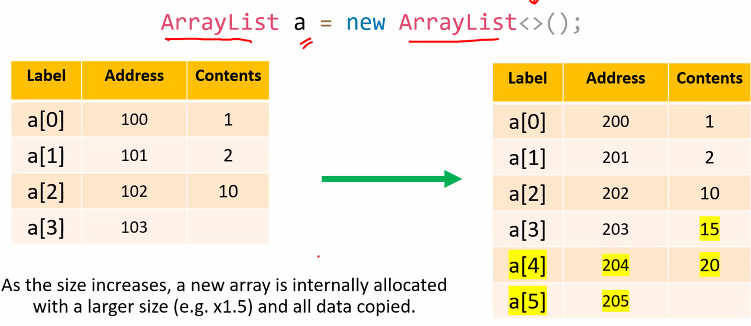 ArrayList a = new ArrayList<>();
Label Address Contents
a[0] 100 1
a[1] 101 2
a[2] 102 10
a[3] 103
As the size increases, a new array is internally allocated
with a larger size (e.g. x1.5) and all data copied.
Label Address Contents
a[0] 200 1
a[1] 201 2
a[2] 202 10
a[3] 203 15
a[4] 204 20
a[5] 205